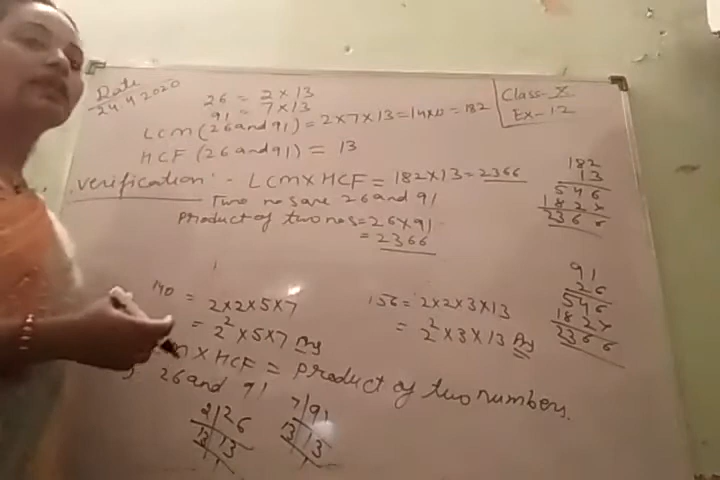 Date
24.4.2020
Class- X
Ex-1.2
26 = 2×13
91 = 7×13
LCM (26 and 91) = 2×7×13 = 14×13 = 182
HCF (26 and 91) = 13
verification:- LCM×HCF = 182×13 = 2366
Two nos are 26 and 91
Product of two nos = 26×91
= 2366
182
13
546
182×
2366
91
26
546
182×
2366
140 = 2×2×5×7
= 2²×5×7 Ans
156 = 2×2×3×13
= 2²×3×13 Ans
M×HCF = product of two numbers.
26 and 91
2|26
13|13
1
7|91
13|13
1